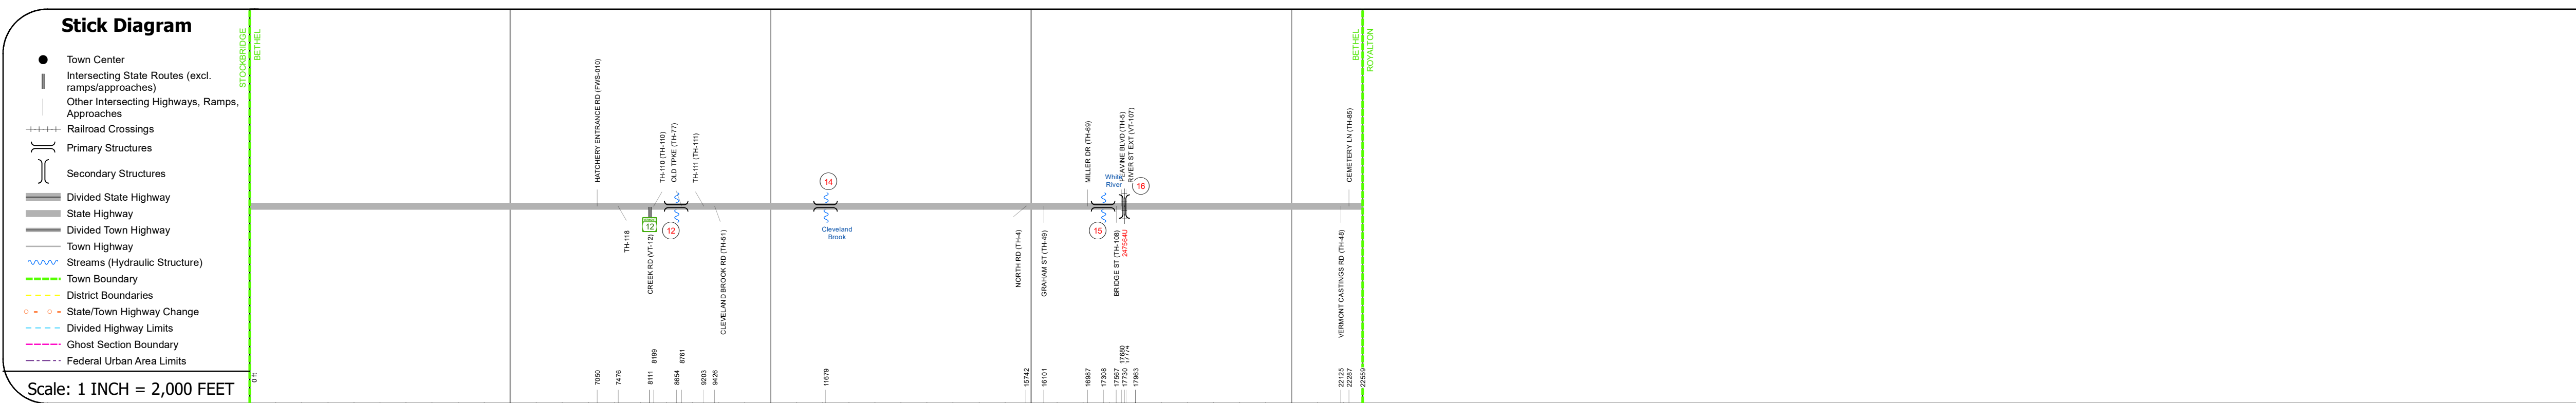 Stick Diagram
Town Center
Intersecting State Routes (excl.
ramps/approaches)
Other Intersecting Highways, Ramps,
Approaches
Railroad Crossings
Primary Structures
Secondary Structures
Divided State Highway
State Highway
Divided Town Highway
Town Highway
Streams (Hydraulic Structure)
Town Boundary
District Boundaries
State/Town Highway Change
Divided Highway Limits
Ghost Section Boundary
Federal Urban Area Limits
Scale: 1 INCH = 2,000 FEET
STOCKBRIDGE
BETHEL
HATCHERY ENTRANCE RD (FWS-010)
TH-118
TH-110 (TH-110)
12
CREEK RD (VT-12)
OLD TPKE (TH-77)
12
TH-111 (TH-111)
CLEVELAND BROOK RD (TH-51)
14
Cleveland
Brook
NORTH RD (TH-4)
GRAHAM ST (TH-49)
MILLER DR (TH-69)
White
River
15
PEAVINE BLVD (TH-5)
RIVER ST EXT (VT-107)
16
BRIDGE ST (TH-108)
247564U
VERMONT CASTINGS RD (TH-48)
CEMETERY LN (TH-85)
BETHEL
ROYALTON
0 ft
7050
7476
8111
8199
8654
8761
9203
9426
11679
15742
16101
16987
17308
17567
17680
17730
17774
17963
22125
22287
22559